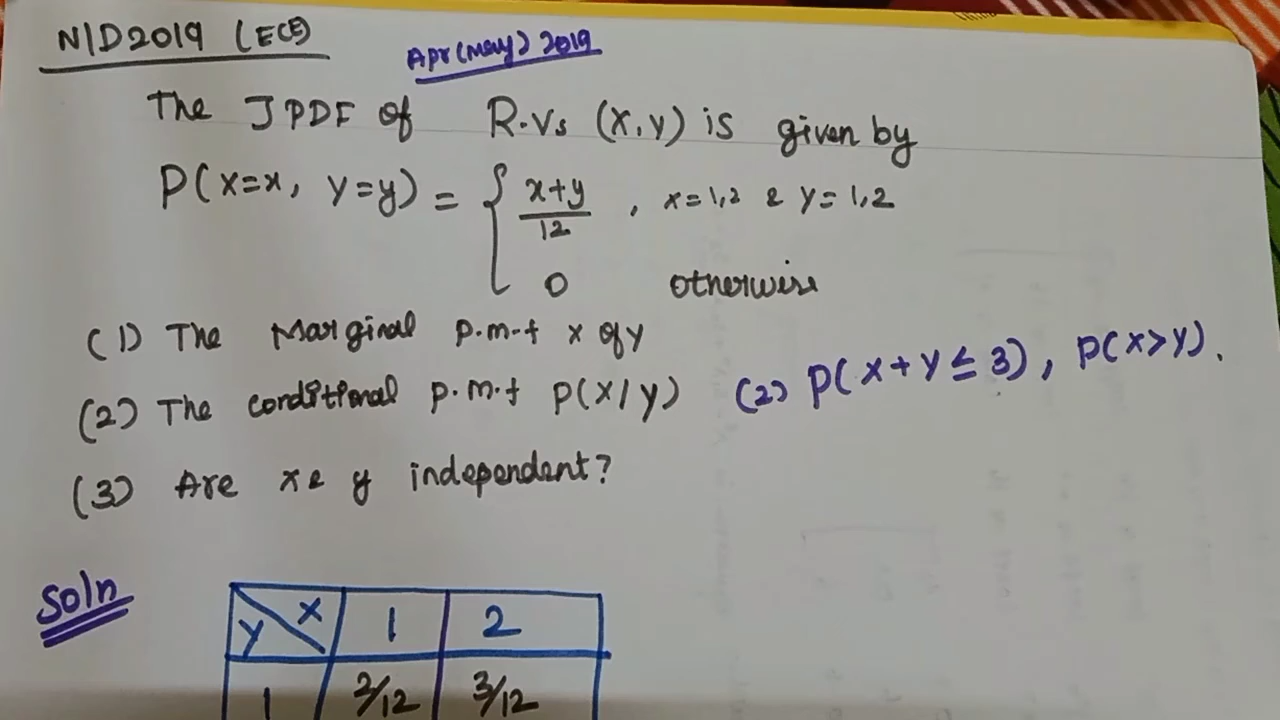 N/D2019 (ECE)
Apr(may) 2019
The JPDF of R.Vs (X,Y) is given by
P(X=x, Y=y) = { x+y/12 , x=1,2 & y=1,2
0 otherwise
(1) The Marginal p.m.f x of y
(2) The conditional p.m.f P(X/Y) (2) P(X+Y≤3), P(X>Y).
(3) Are x & y independent?
Soln
Y X 1 2
1 2/12 3/12